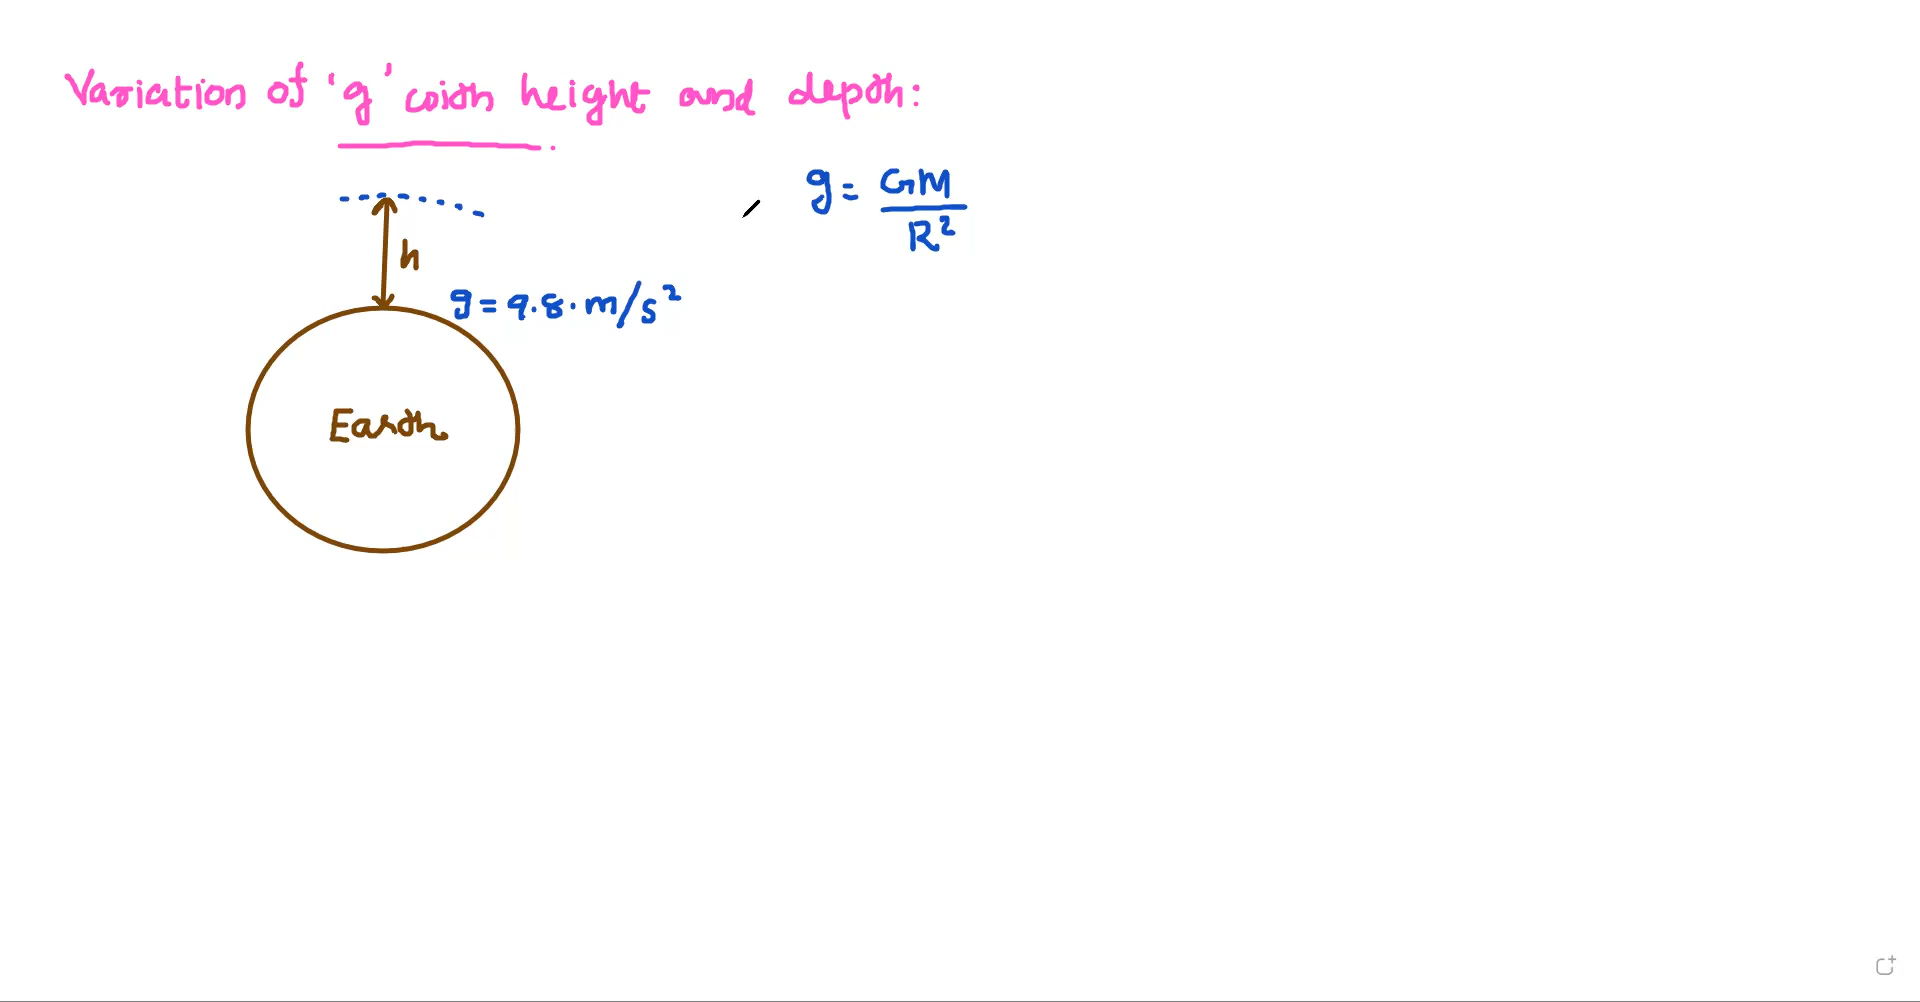 Variation of 'g' with height and depth:
g = GM / R²
h
g = 9.8 m/s²
Earth